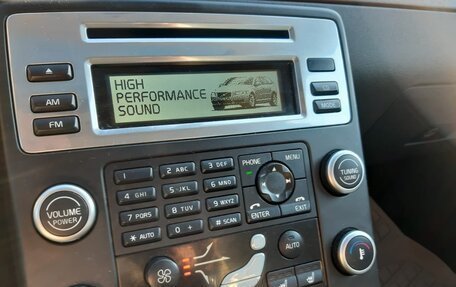 HIGH
PERFORMANCE
SOUND
AM
FM
MODE
PHONE
MENU
1
2 ABC
3 DEF
4 GHI
5 JKL
6 MNO
7 PQRS
8 TUV
9 WXYZ
* AUTO
0 +
# SCAN
ENTER
EXIT
VOLUME
POWER
TUNING
SOUND
AUTO